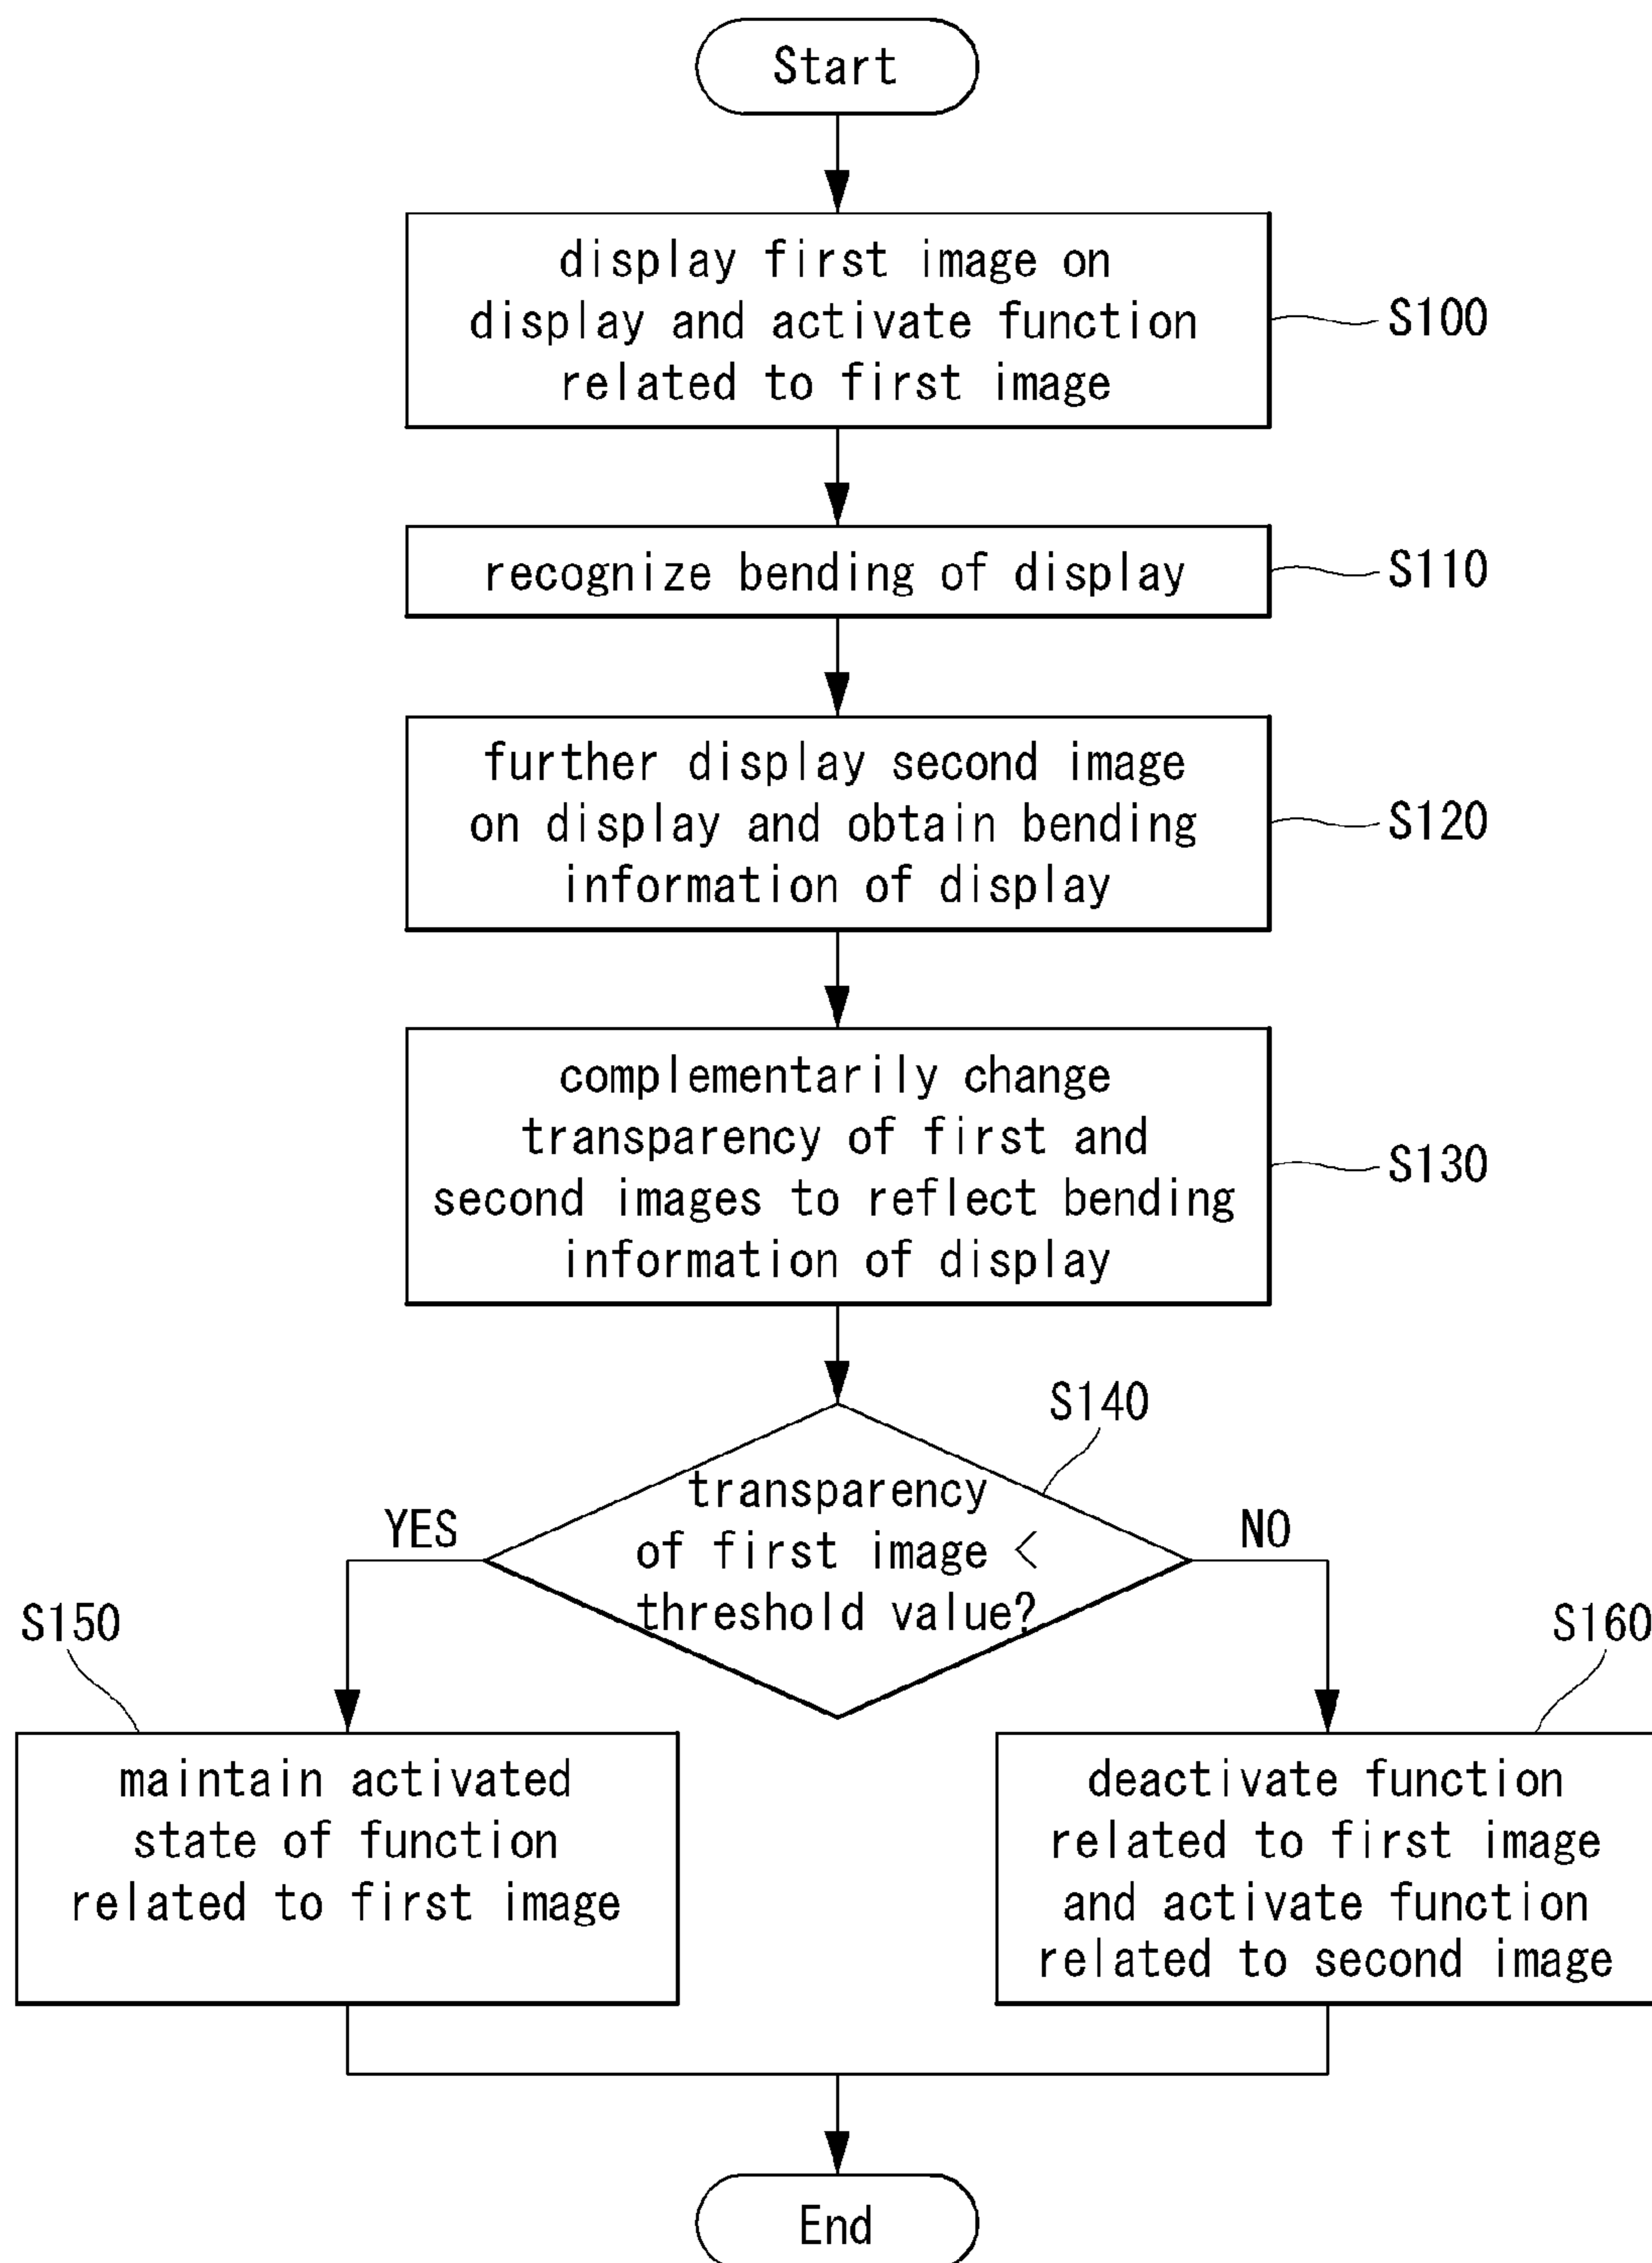 Start
display first image on
display and activate function
related to first image
S100
recognize bending of display
S110
further display second image
on display and obtain bending
information of display
S120
complementarily change
transparency of first and
second images to reflect bending
information of display
S130
S140
transparency
of first image <
threshold value?
YES
NO
S150
maintain activated
state of function
related to first image
S160
deactivate function
related to first image
and activate function
related to second image
End